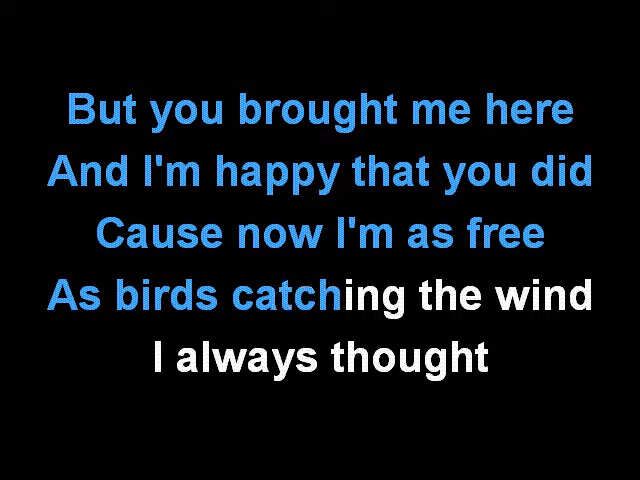 But you brought me here
And I'm happy that you did
Cause now I'm as free
As birds catching the wind
I always thought